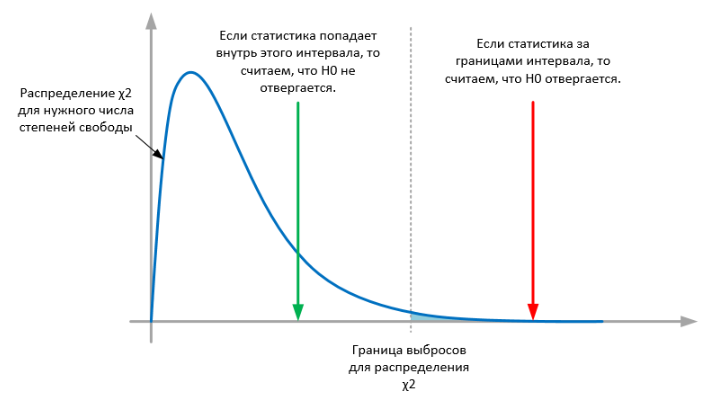 Если статистика попадает
внутрь этого интервала, то
считаем, что H0 не
отвергается.
Если статистика за
границами интервала, то
считаем, что H0 отвергается.
Распределение χ2
для нужного числа
степеней свободы
Граница выбросов
для распределения
χ2